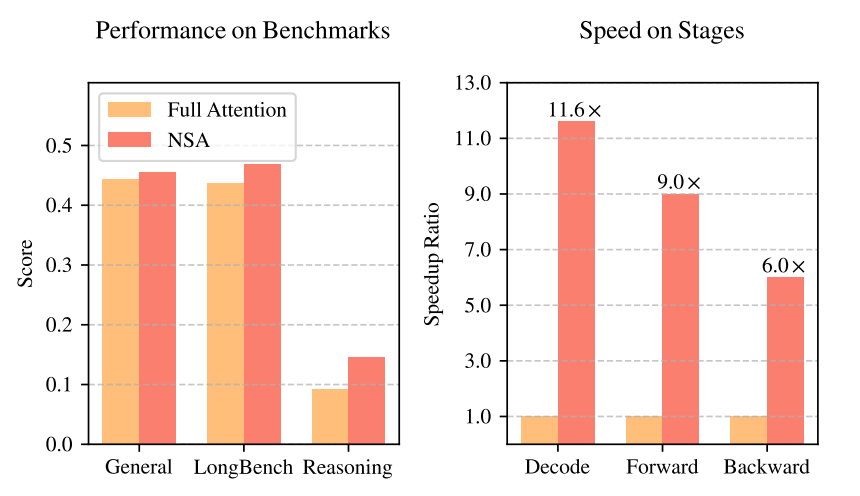 Performance on Benchmarks
Full Attention
NSA
Score
0.5
0.4
0.3
0.2
0.1
0.0
General LongBench Reasoning
Speed on Stages
Speedup Ratio
13.0
11.0
9.0
7.0
5.0
3.0
1.0
11.6×
9.0×
6.0×
Decode Forward Backward